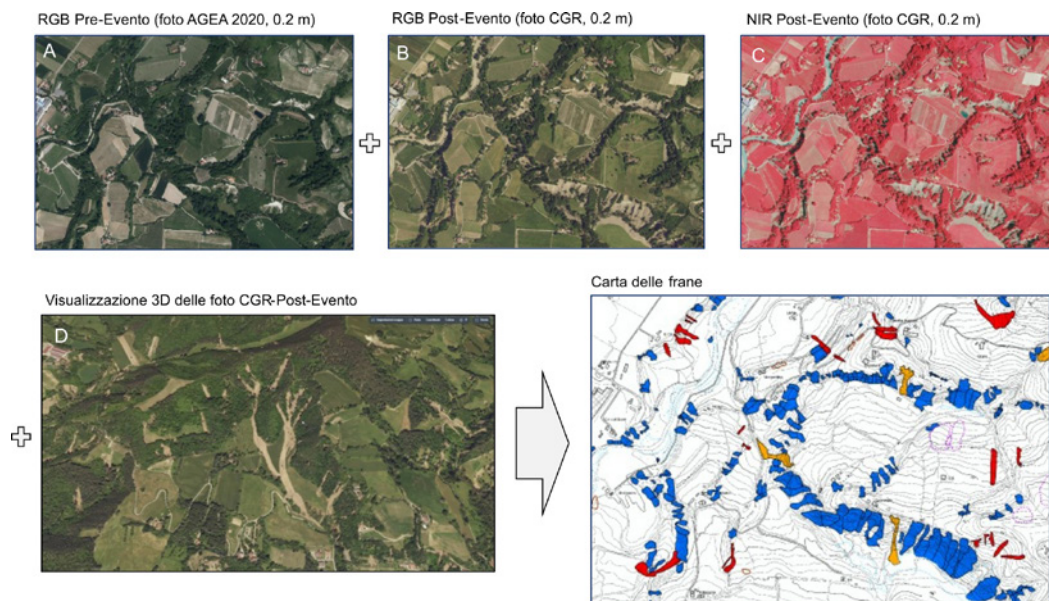 RGB Pre-Evento (foto AGEA 2020, 0.2 m)
RGB Post-Evento (foto CGR, 0.2 m)
NIR Post-Evento (foto CGR, 0.2 m)
A
B
C
Visualizzazione 3D delle foto CGR-Post-Evento
Carta delle frane
D